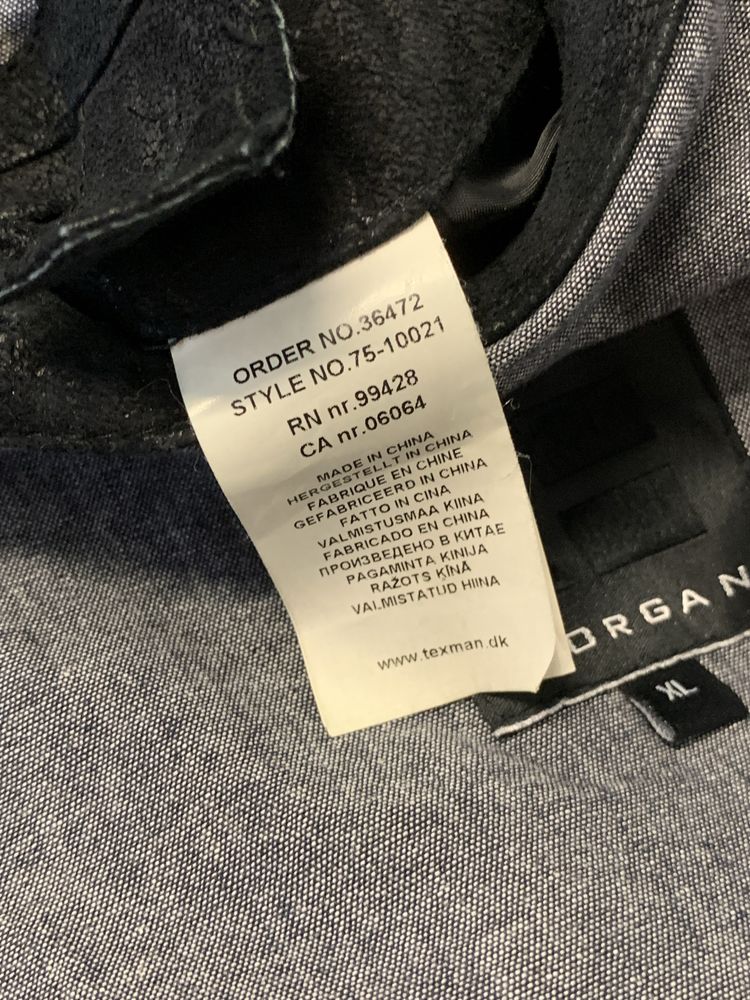 ORDER NO.36472
STYLE NO.75-10021
RN nr.99428
CA nr.06064
MADE IN CHINA
HERGESTELLT IN CHINA
FABRIQUE EN CHINE
GEFABRICEERD IN CHINA
FATTO IN CINA
VALMISTUSMAA KIINA
FABRICADO EN CHINA
ПРОИЗВЕДЕНО В КИТАЕ
PAGAMINTA ĶINIJA
RAŽOTS ĶĪNĀ
VALMISTATUD HIINA
www.texman.dk
ORGAN
XL